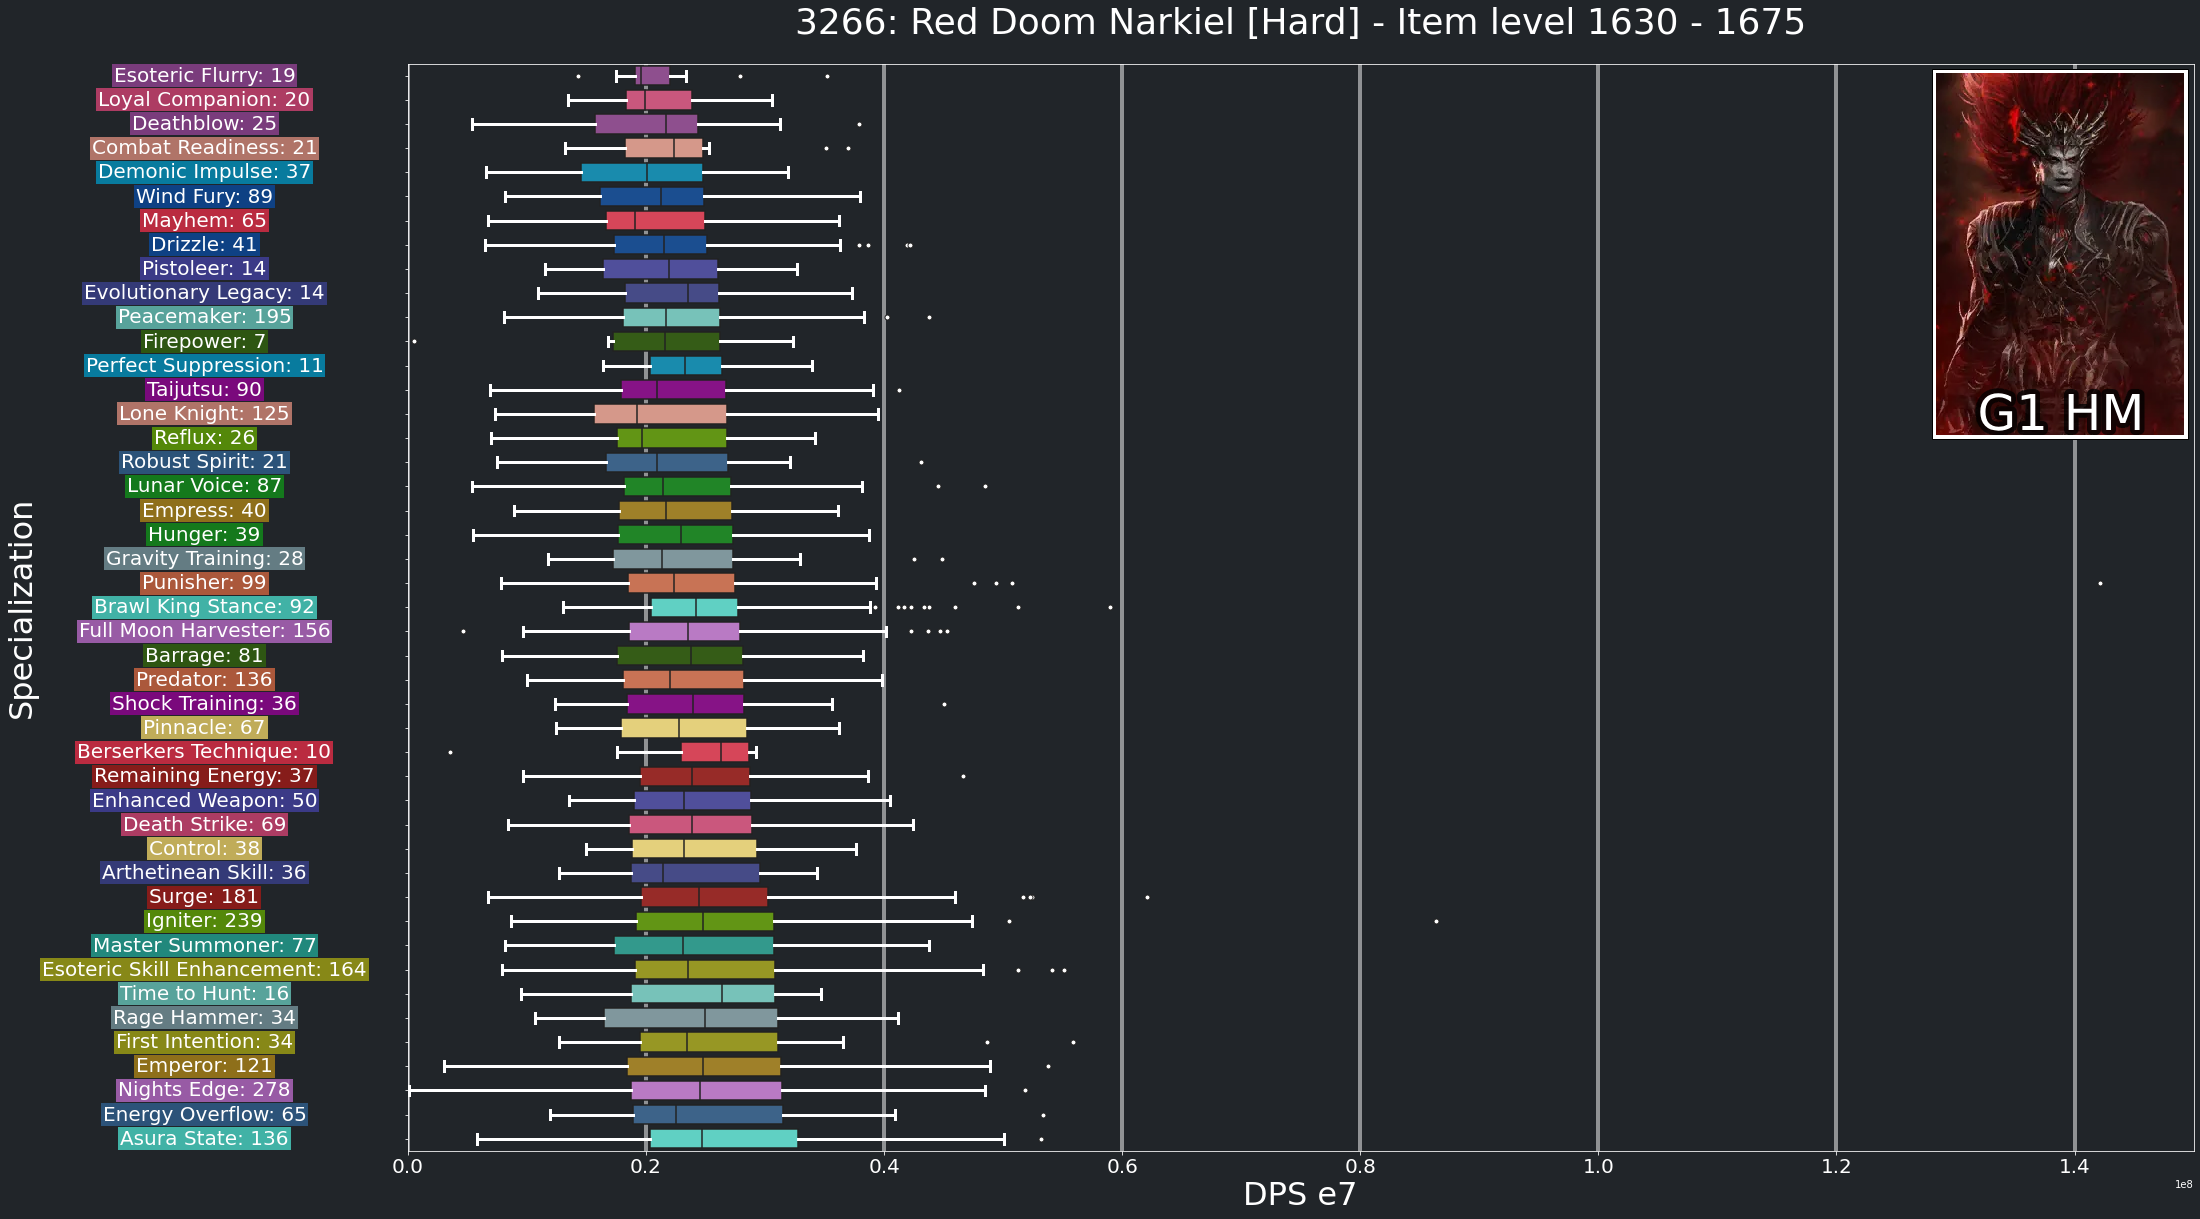 3266: Red Doom Narkiel [Hard] - Item level 1630 - 1675
Specialization
Esoteric Flurry: 19
Loyal Companion: 20
Deathblow: 25
Combat Readiness: 21
Demonic Impulse: 37
Wind Fury: 89
Mayhem: 65
Drizzle: 41
Pistoleer: 14
Evolutionary Legacy: 14
Peacemaker: 195
Firepower: 7
Perfect Suppression: 11
Taijutsu: 90
Lone Knight: 125
Reflux: 26
Robust Spirit: 21
Lunar Voice: 87
Empress: 40
Hunger: 39
Gravity Training: 28
Punisher: 99
Brawl King Stance: 92
Full Moon Harvester: 156
Barrage: 81
Predator: 136
Shock Training: 36
Pinnacle: 67
Berserkers Technique: 10
Remaining Energy: 37
Enhanced Weapon: 50
Death Strike: 69
Control: 38
Arthetinean Skill: 36
Surge: 181
Igniter: 239
Master Summoner: 77
Esoteric Skill Enhancement: 164
Time to Hunt: 16
Rage Hammer: 34
First Intention: 34
Emperor: 121
Nights Edge: 278
Energy Overflow: 65
Asura State: 136
G1 HM
0.0 0.2 0.4 0.6 0.8 1.0 1.2 1.4
DPS e7
1e8